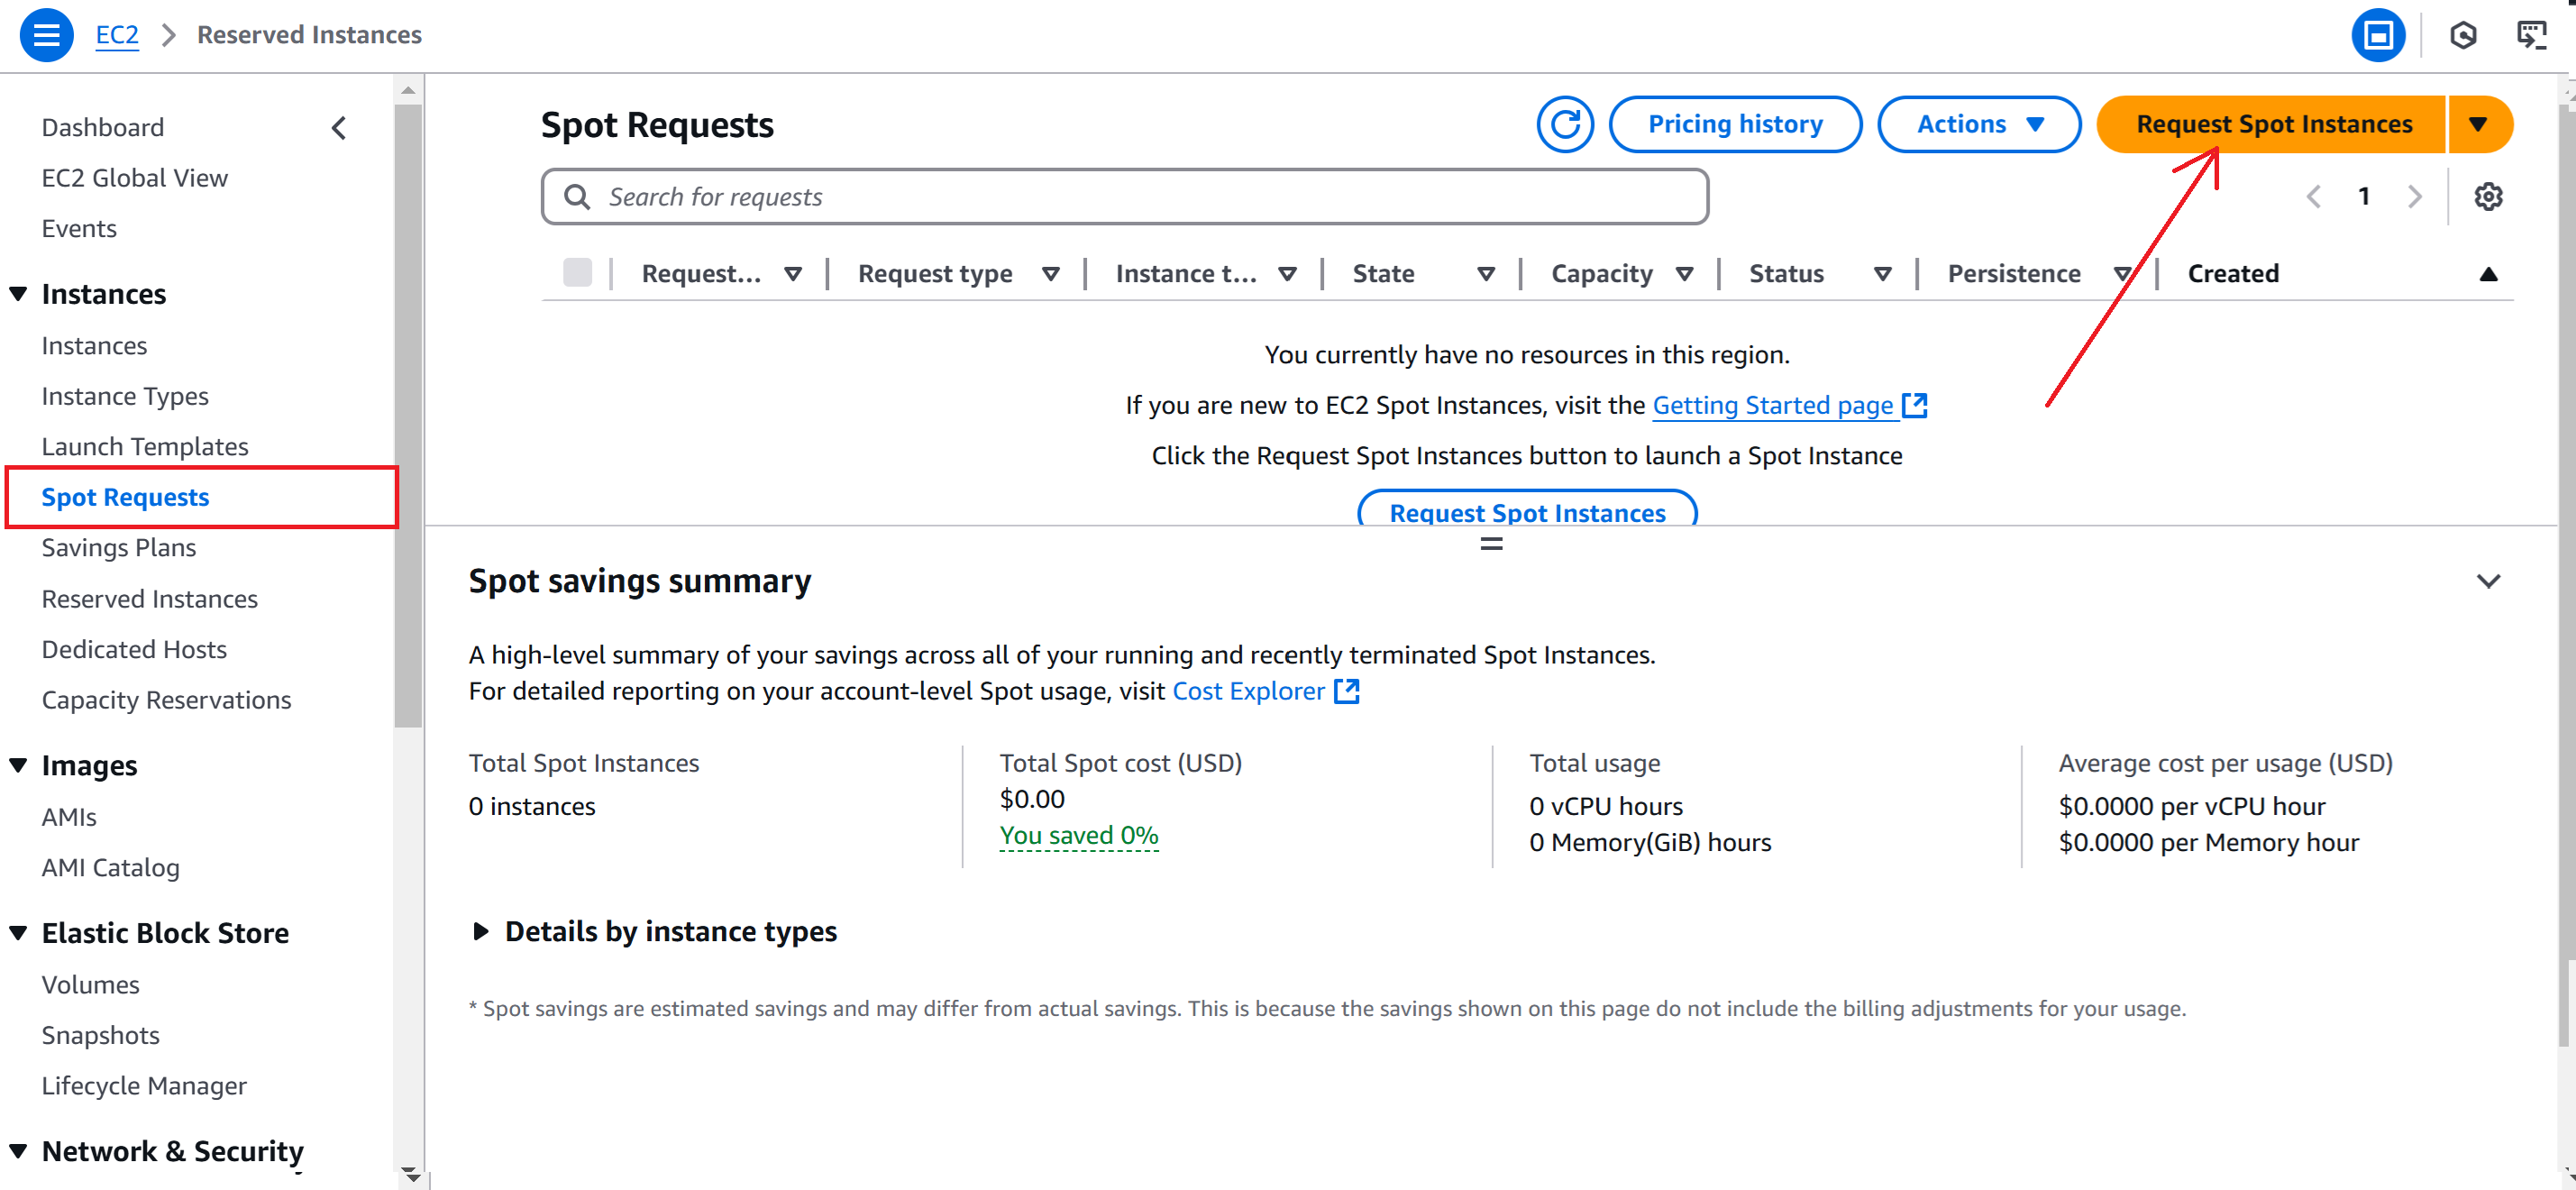 EC2 > Reserved Instances
Dashboard
EC2 Global View
Events
Instances
Instances
Instance Types
Launch Templates
Spot Requests
Savings Plans
Reserved Instances
Dedicated Hosts
Capacity Reservations
Images
AMIs
AMI Catalog
Elastic Block Store
Volumes
Snapshots
Lifecycle Manager
Network & Security
Spot Requests
Pricing history
Actions
Request Spot Instances
Search for requests
1
Request... Request type Instance t... State Capacity Status Persistence Created
You currently have no resources in this region.
If you are new to EC2 Spot Instances, visit the Getting Started page
Click the Request Spot Instances button to launch a Spot Instance
Request Spot Instances
Spot savings summary
A high-level summary of your savings across all of your running and recently terminated Spot Instances.
For detailed reporting on your account-level Spot usage, visit Cost Explorer
Total Spot Instances
0 instances
Total Spot cost (USD)
$0.00
You saved 0%
Total usage
0 vCPU hours
0 Memory(GiB) hours
Average cost per usage (USD)
$0.0000 per vCPU hour
$0.0000 per Memory hour
Details by instance types
* Spot savings are estimated savings and may differ from actual savings. This is because the savings shown on this page do not include the billing adjustments for your usage.